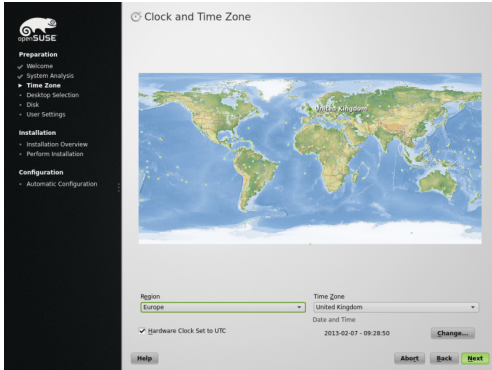 openSUSE
Preparation
Welcome
System Analysis
Time Zone
Desktop Selection
Disk
User Settings
Installation
Installation Overview
Perform Installation
Configuration
Automatic Configuration
Clock and Time Zone
United Kingdom
Region
Europe
Time Zone
United Kingdom
Hardware Clock Set to UTC
Date and Time
2013-02-07 - 09:28:50
Change...
Help
Abort
Back
Next